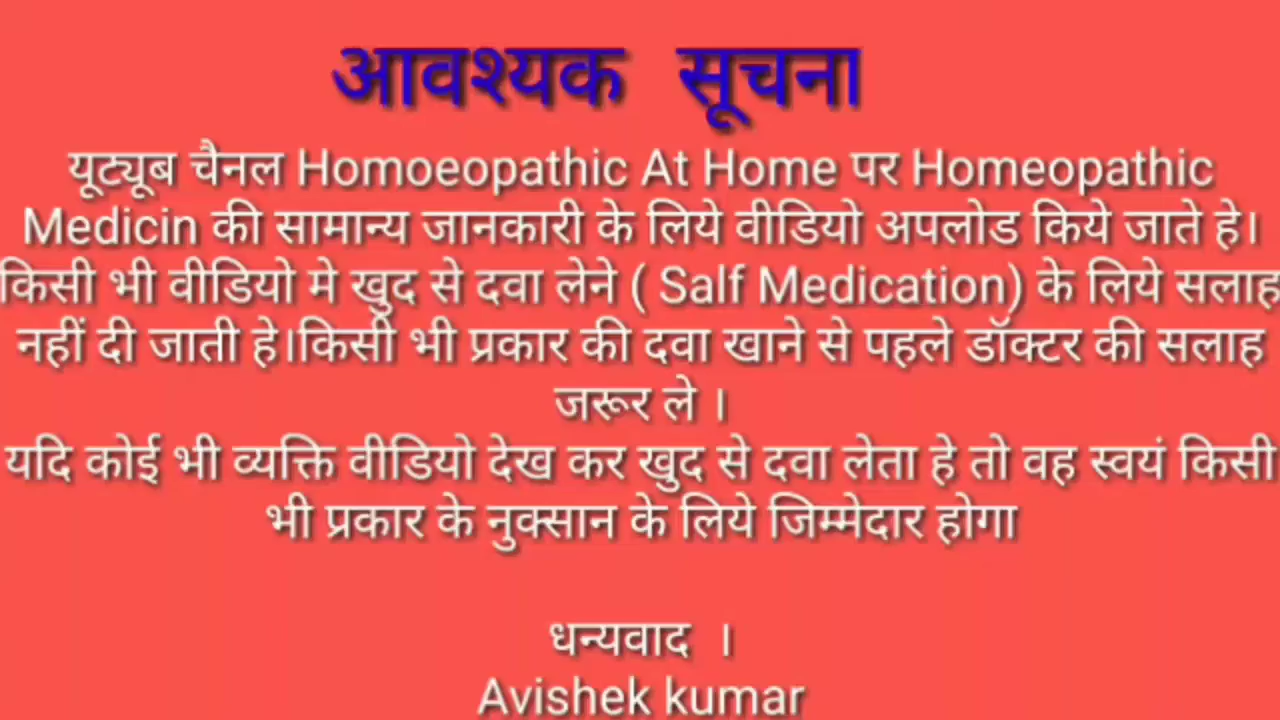 आवश्यक सूचना
यूट्यूब चैनल Homoeopathic At Home पर Homeopathic
Medicin की सामान्य जानकारी के लिये वीडियो अपलोड किये जाते हे।
किसी भी वीडियो मे खुद से दवा लेने ( Salf Medication) के लिये सलाह
नहीं दी जाती हे।किसी भी प्रकार की दवा खाने से पहले डॉक्टर की सलाह
जरूर ले ।
यदि कोई भी व्यक्ति वीडियो देख कर खुद से दवा लेता हे तो वह स्वयं किसी
भी प्रकार के नुक्सान के लिये जिम्मेदार होगा
धन्यवाद ।
Avishek kumar